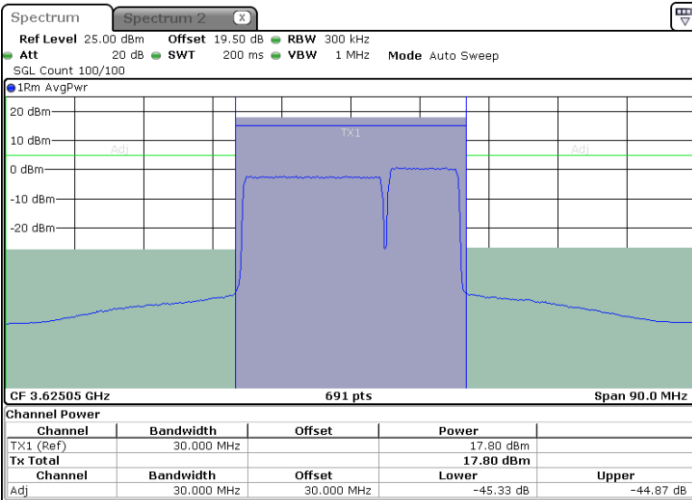 Spectrum Spectrum 2 X
Ref Level 25.00 dBm Offset 19.50 dB RBW 300 kHz
Att 20 dB SWT 200 ms VBW 1 MHz Mode Auto Sweep
SGL Count 100/100
1Rm AvgPwr
20 dBm
TX1
10 dBm
Adj Adj
0 dBm
-10 dBm
-20 dBm
CF 3.62505 GHz 691 pts Span 90.0 MHz
Channel Power
Channel Bandwidth Offset Power
TX1 (Ref) 30.000 MHz 17.80 dBm
Tx Total 17.80 dBm
Channel Bandwidth Offset Lower Upper
Adj 30.000 MHz 30.000 MHz -45.33 dB -44.87 dB